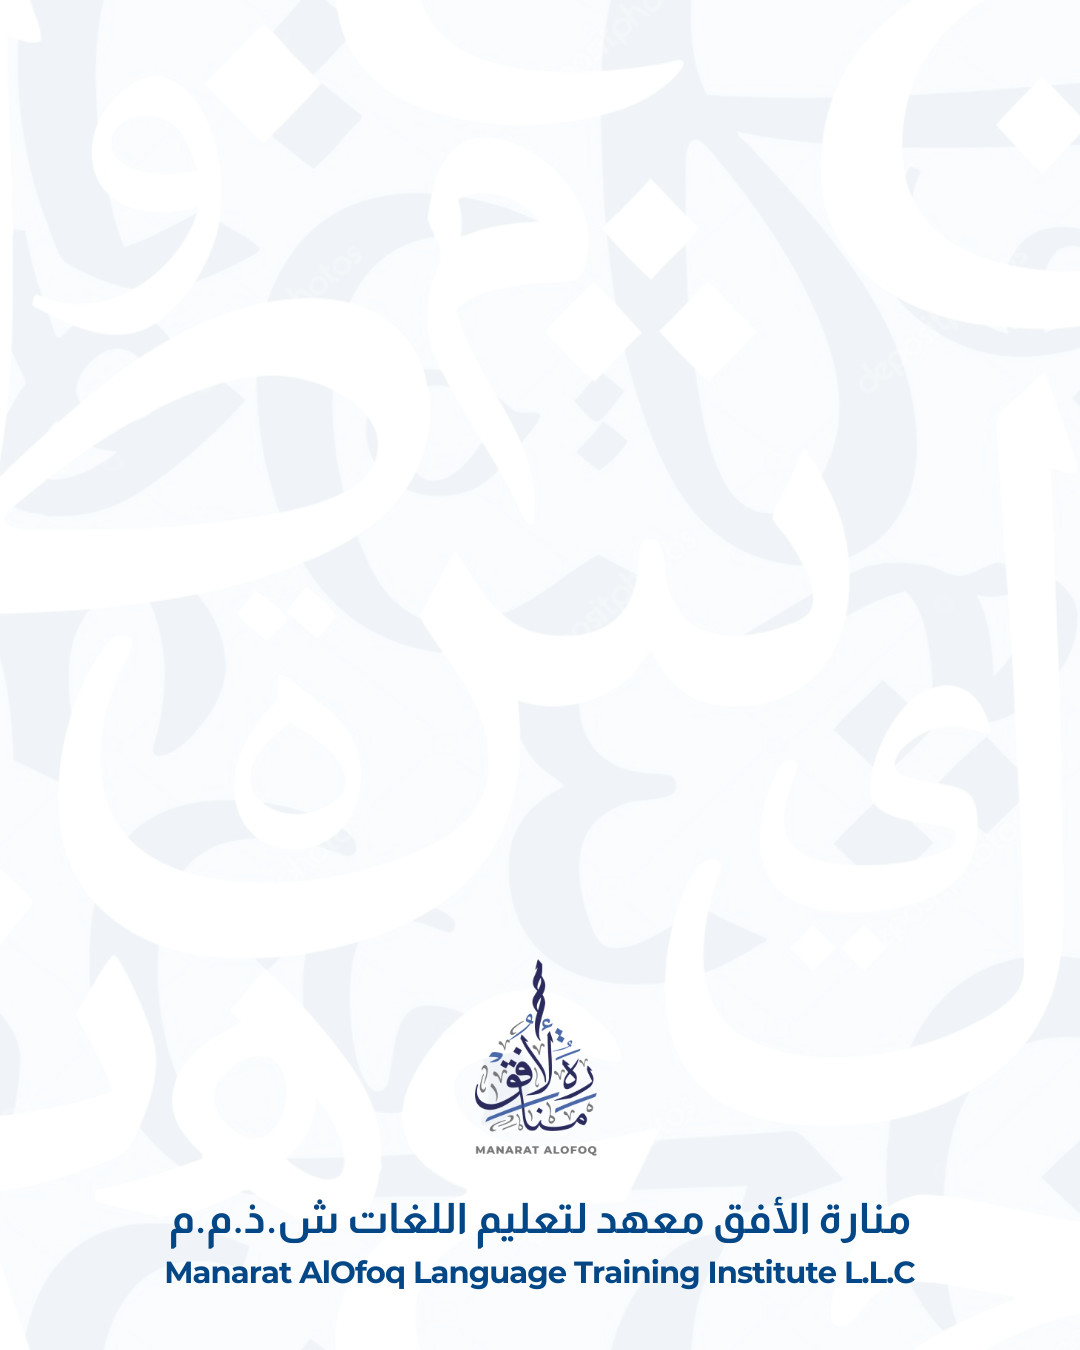 منارة الأفق
MANARAT ALOFOQ
منارة الأفق معهد لتعليم اللغات ش.ذ.م.م
Manarat AlOfoq Language Training Institute L.L.C